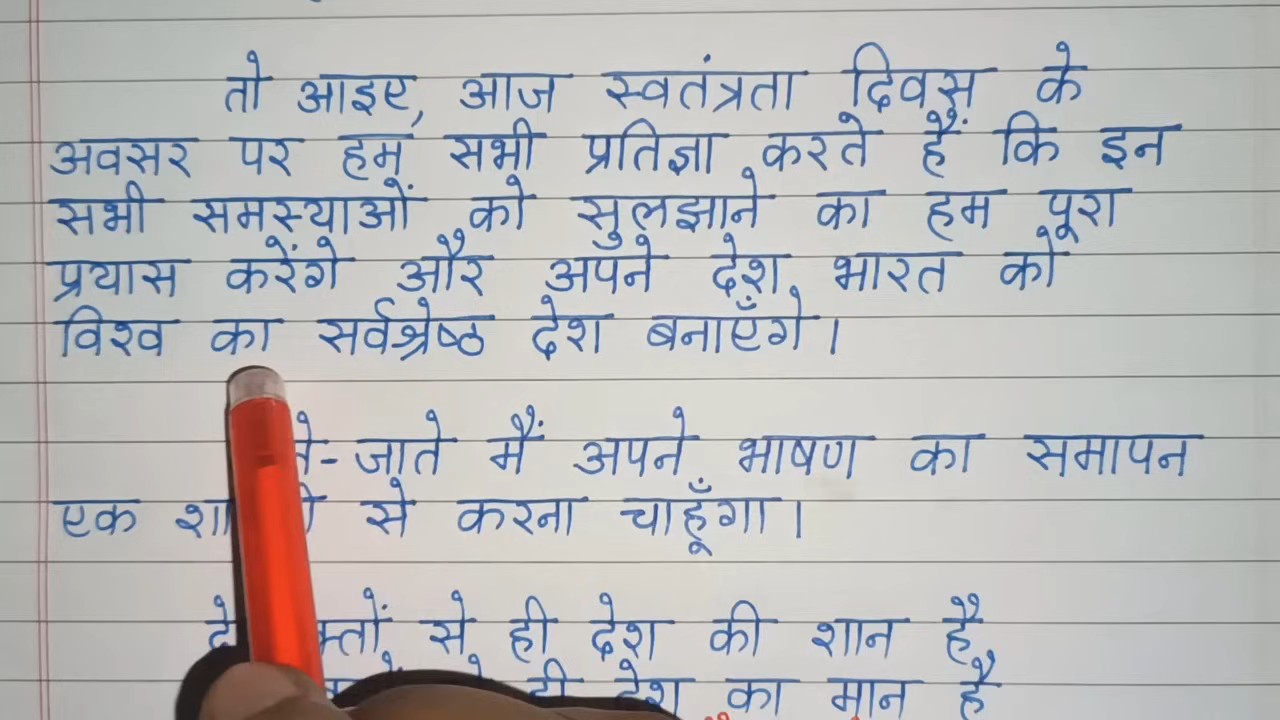 तो आइए, आज स्वतंत्रता दिवस के
अवसर पर हम सभी प्रतिज्ञा करते हैं कि इन
सभी समस्याओं को सुलझाने का हम पूरा
प्रयास करेंगे और अपने देश भारत को
विश्व का सर्वश्रेष्ठ देश बनाएँगे।
जाते मैं अपने भाषण का समापन
एक से करना चाहूँगा।
से ही देश की शान है
ही देश का मान है